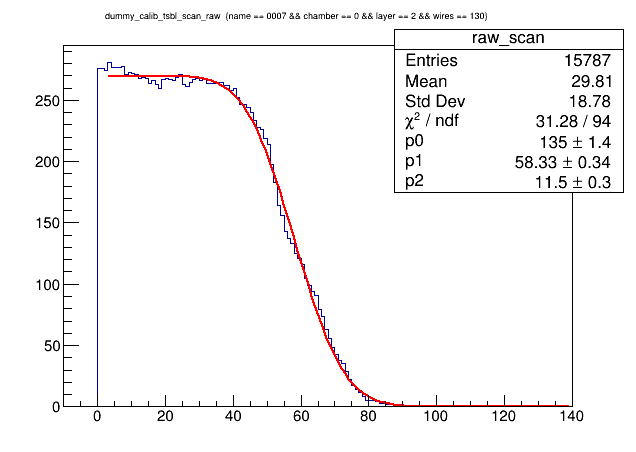 dummy_calib_tsbl_scan_raw (name == 0007 && chamber == 0 && layer == 2 && wires == 130)
raw_scan
Entries 15787
Mean 29.81
Std Dev 18.78
χ² / ndf 31.28 / 94
p0 135 ± 1.4
p1 58.33 ± 0.34
p2 11.5 ± 0.3
250
200
150
100
50
0
0 20 40 60 80 100 120 140